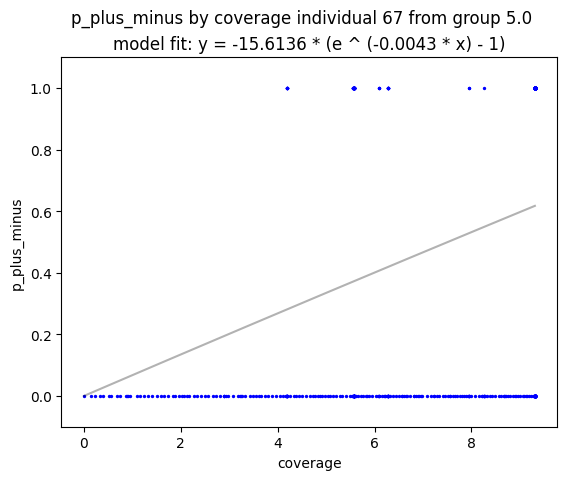 p_plus_minus by coverage individual 67 from group 5.0
model fit: y = -15.6136 * (e ^ (-0.0043 * x) - 1)
1.0
0.8
0.6
0.4
0.2
0.0
p_plus_minus
0 2 4 6 8
coverage